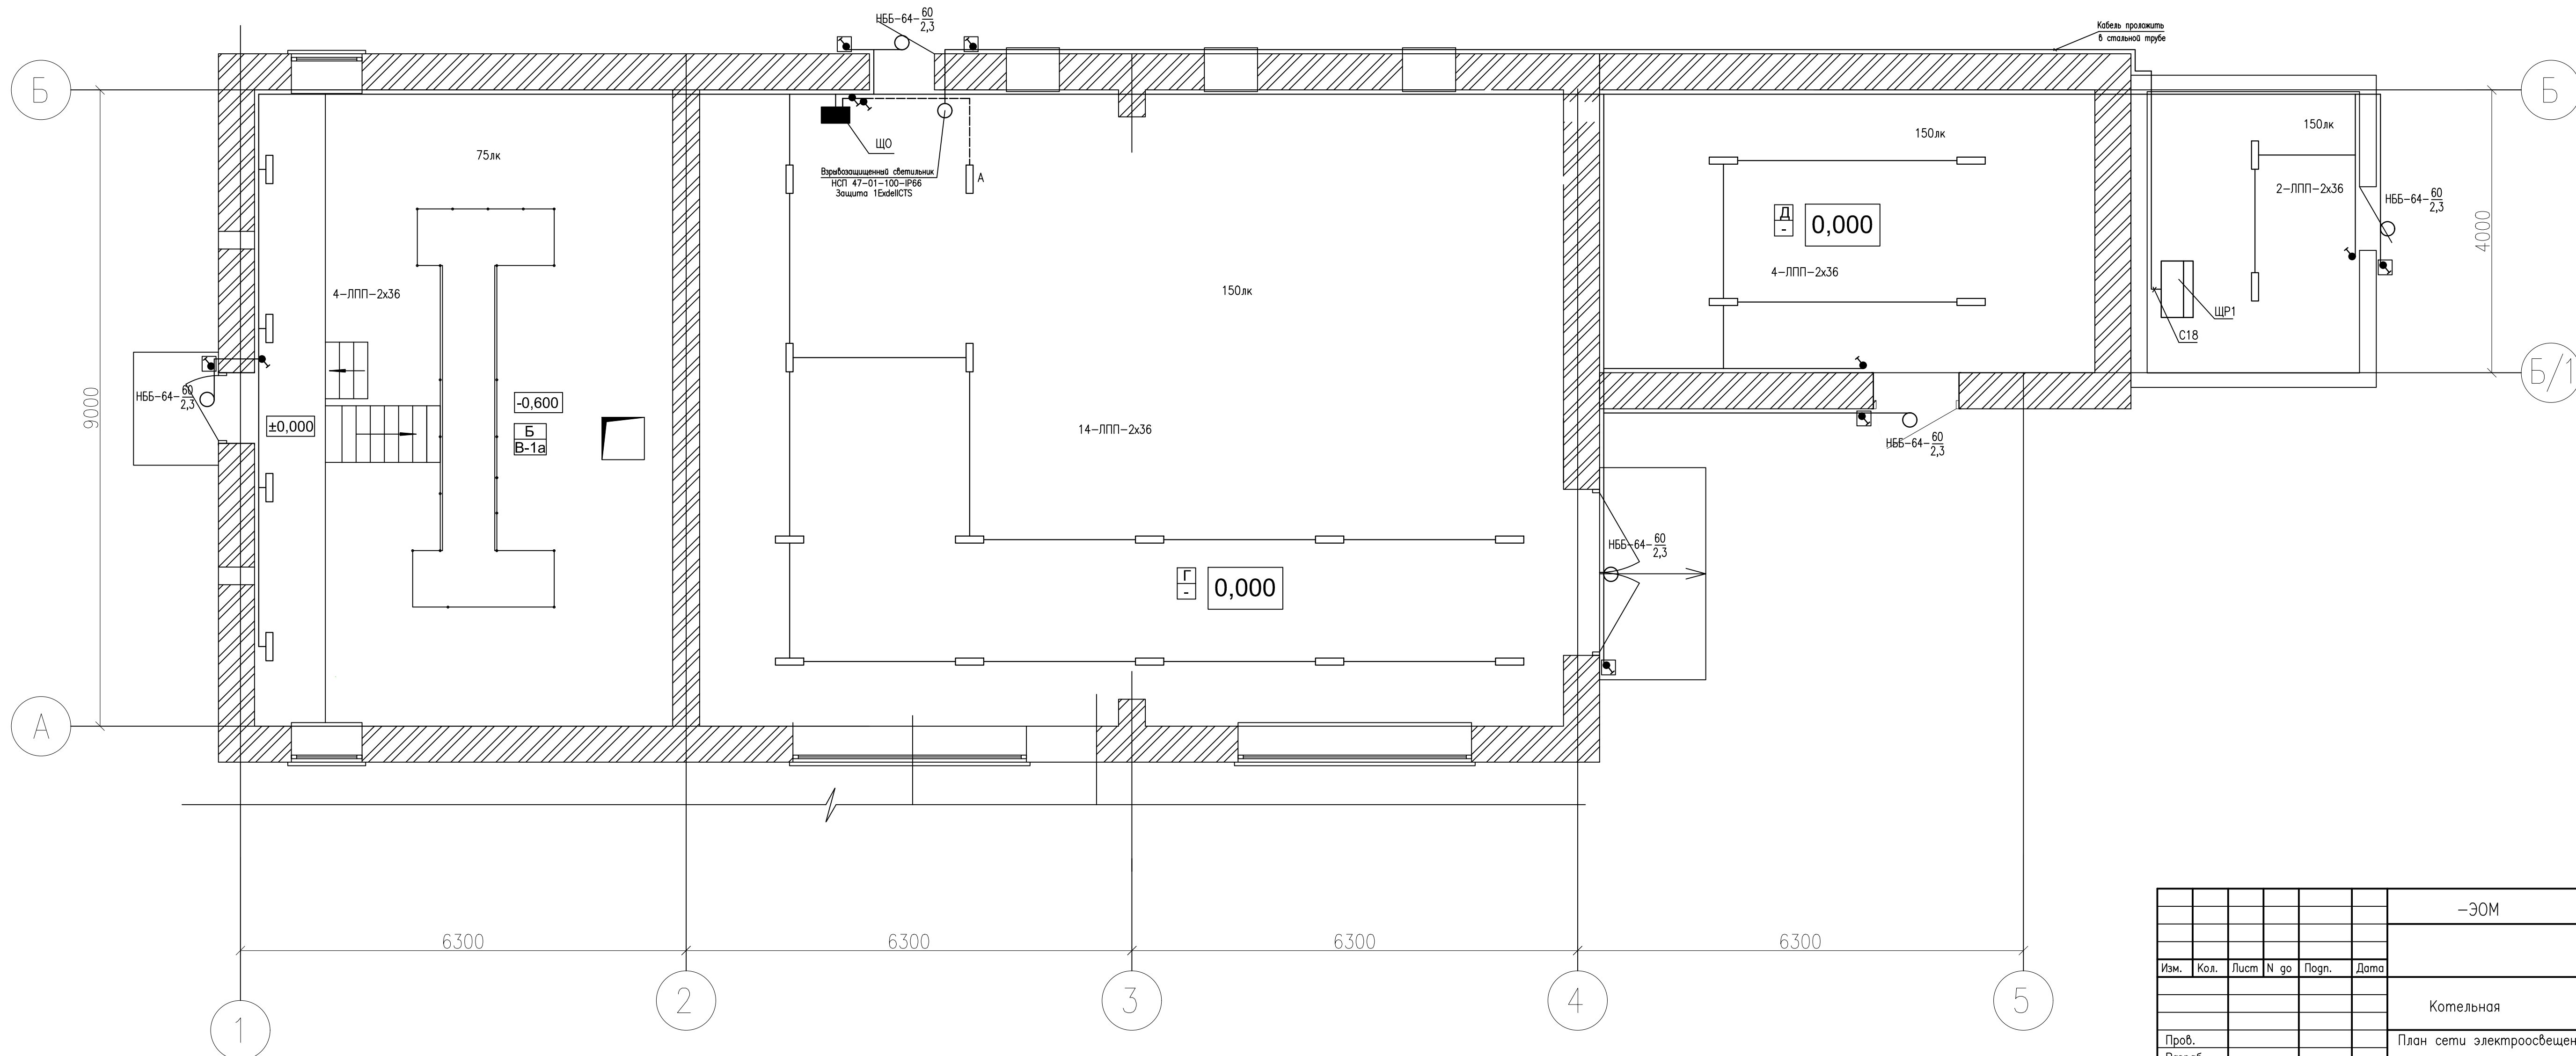 НББ-64-60
2,3
Кабель проложить
в стальной трубе
Б
Б
75лк
ЩО
Взрывозащищенный светильник
НСП 47-01-100-IP66
Защита 1ExdeIICTS
А
150лк
150лк
2-ЛПП-2х36
НББ-64-60
2,3
4000
Д
-
0,000
4-ЛПП-2х36
4-ЛПП-2х36
150лк
ЩР1
С18
Б/1
9000
НББ-64-60
2,3
±0,000
-0,600
Б
В-1а
14-ЛПП-2х36
НББ-64-60
2,3
НББ-64-60
2,3
Г
-
0,000
А
6300
6300
6300
6300
1
2
3
4
5
-ЭОМ
Изм.
Кол.
Лист
N до
Подп.
Дата
Котельная
Пров.
План сети электроосвещен